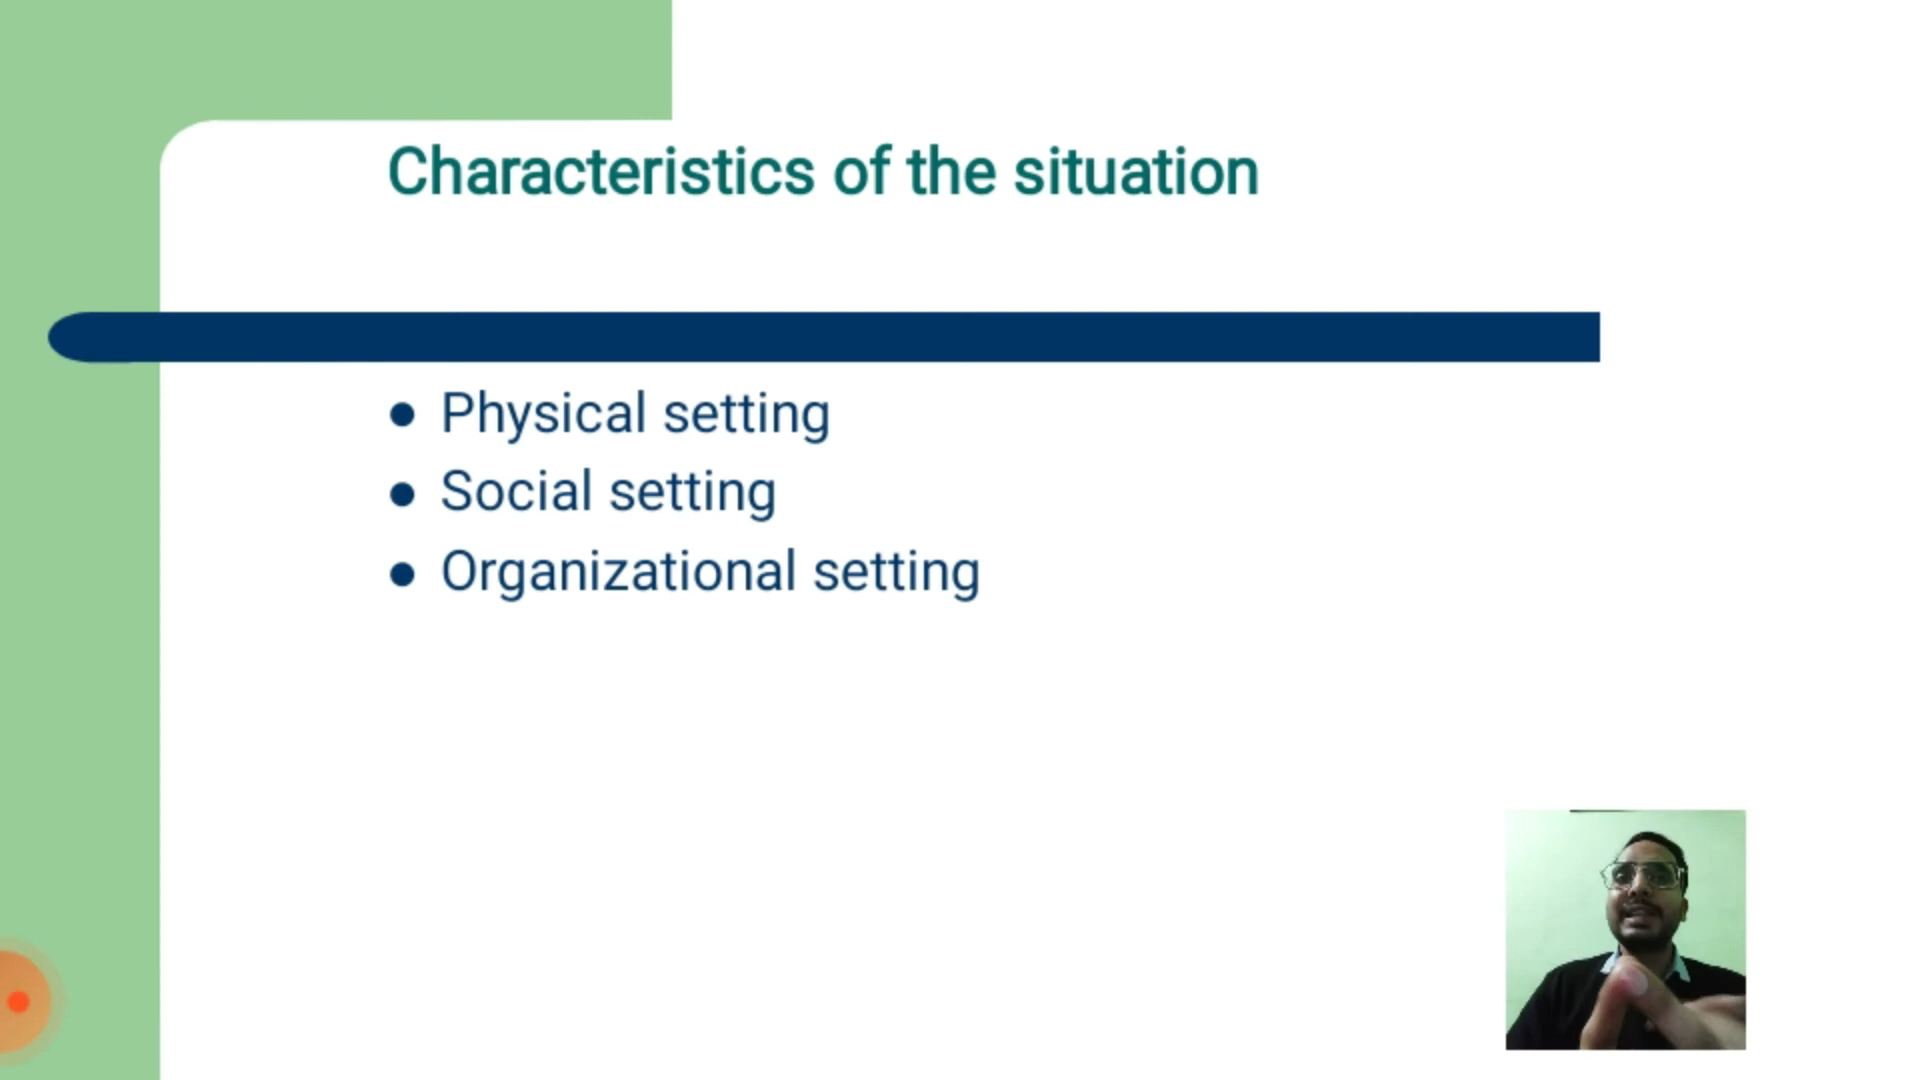 Characteristics of the situation
● Physical setting
● Social setting
● Organizational setting